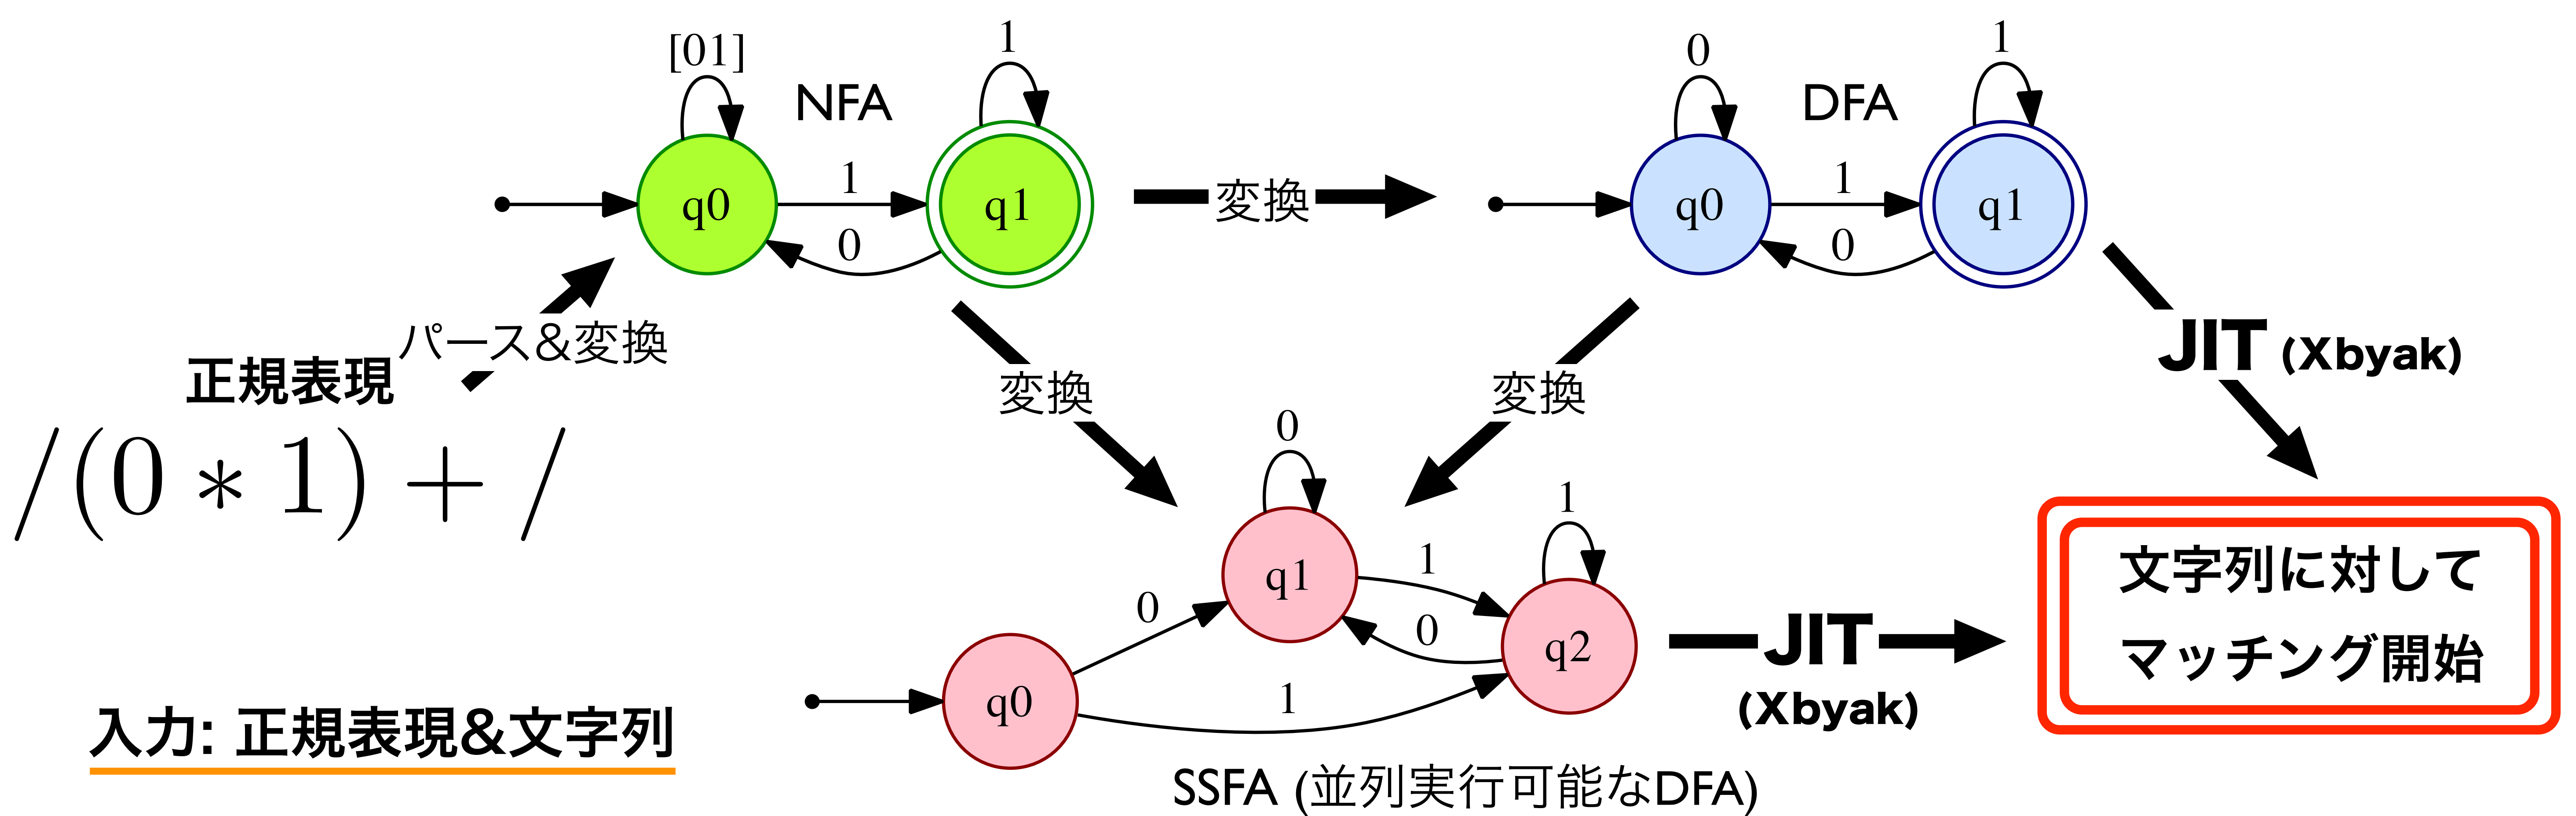 [01]
1
NFA
q0
1
q1
0
変換
0
1
DFA
q0
1
q1
0
パース&変換
正規表現
/(0 * 1) + /
変換
変換
JIT (Xbyak)
0
1
q1
1
0
0
q2
q0
1
JIT
(Xbyak)
文字列に対して
マッチング開始
入力: 正規表現&文字列
SSFA (並列実行可能なDFA)